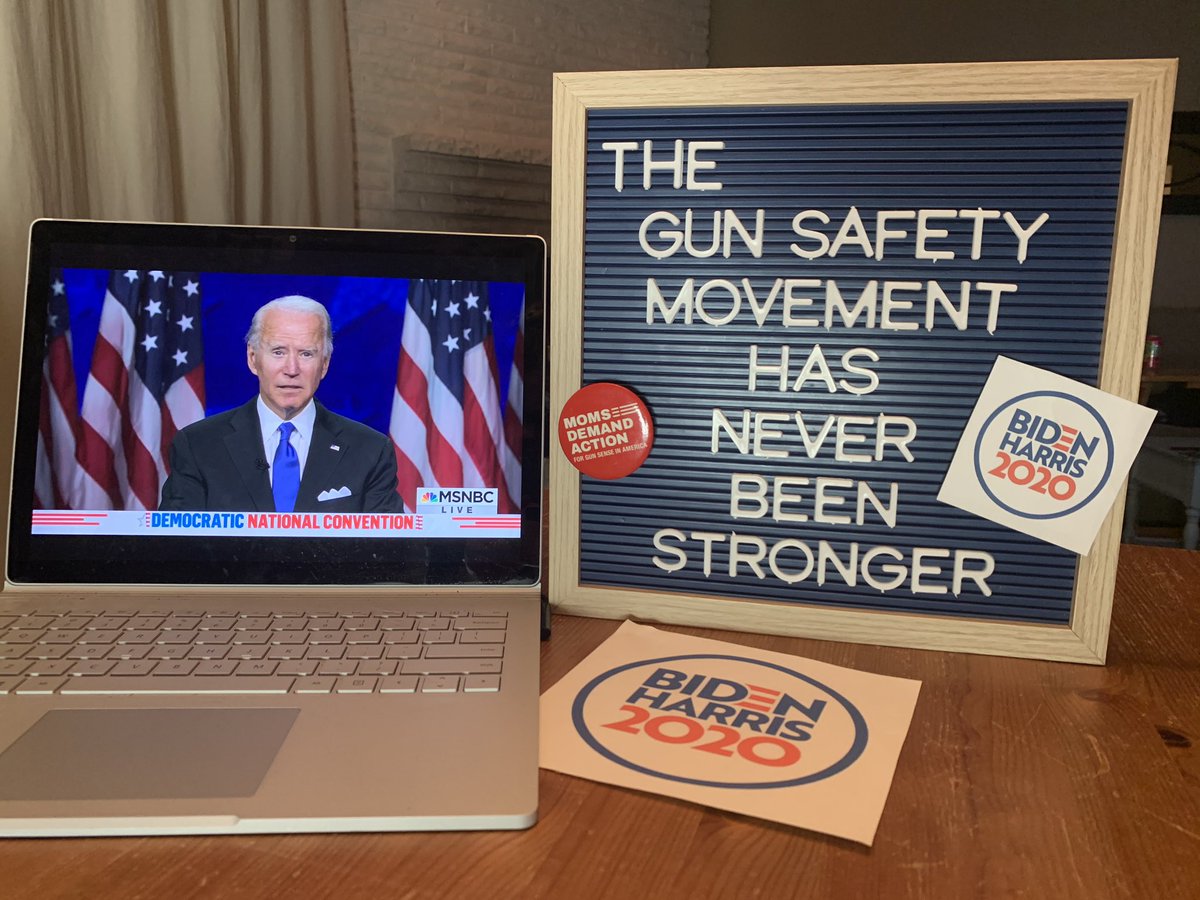 MSNBC
LIVE
DEMOCRATIC NATIONAL CONVENTION
THE
GUN SAFETY
MOVEMENT
HAS
NEVER
BEEN
STRONGER
MOMS
DEMAND
ACTION
FOR GUN SENSE IN AMERICA
BIDEN
HARRIS
2020
BIDEN
HARRIS
2020